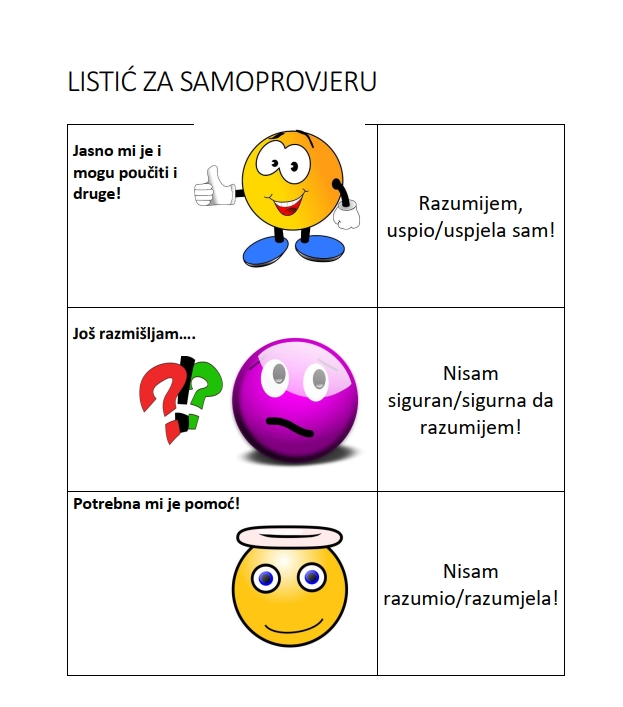 LISTIĆ ZA SAMOPROVJERU
Jasno mi je i
mogu poučiti i
druge!
Razumijem,
uspio/uspjela sam!
Još razmišljam....
Nisam
siguran/sigurna da
razumijem!
Potrebna mi je pomoć!
Nisam
razumio/razumjela!